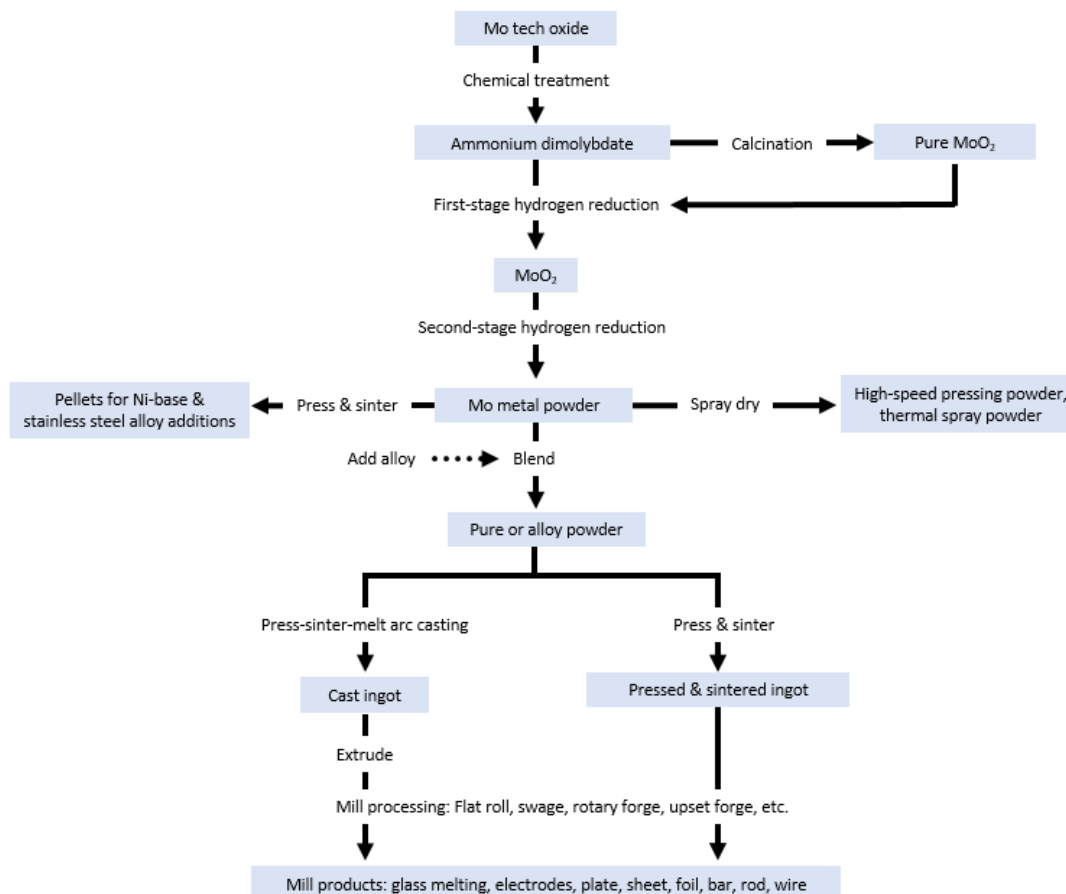 Mo tech oxide
Chemical treatment
Ammonium dimolybdate
Calcination
Pure MoO₂
First-stage hydrogen reduction
MoO₂
Second-stage hydrogen reduction
Pellets for Ni-base &
stainless steel alloy additions
Press & sinter
Mo metal powder
Spray dry
High-speed pressing powder,
thermal spray powder
Add alloy
Blend
Pure or alloy powder
Press-sinter-melt arc casting
Press & sinter
Cast ingot
Pressed & sintered ingot
Extrude
Mill processing: Flat roll, swage, rotary forge, upset forge, etc.
Mill products: glass melting, electrodes, plate, sheet, foil, bar, rod, wire